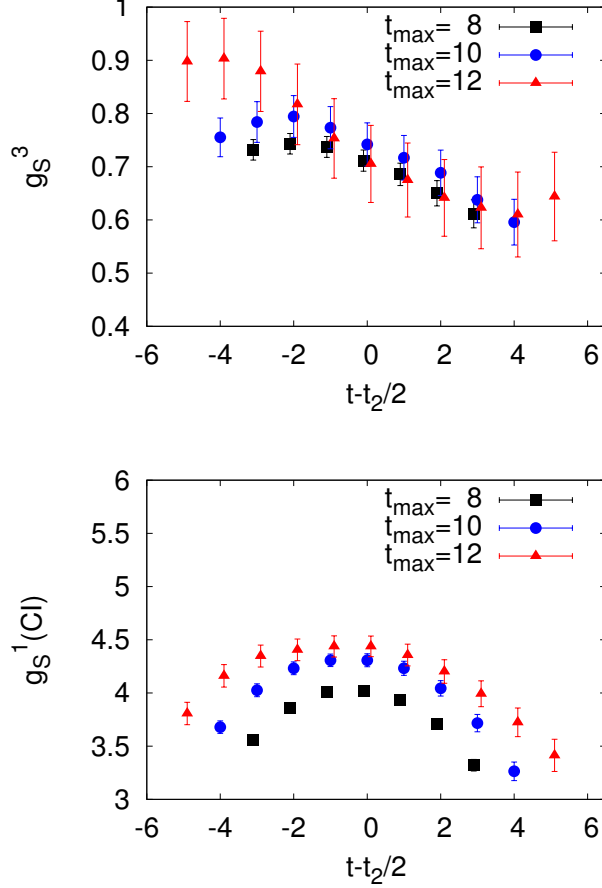 1
t_max= 8
0.9
t_max=10
t_max=12
0.8
g_S^3
0.7
0.6
0.5
0.4
-6 -4 -2 0 2 4 6
t-t_2/2
6
t_max= 8
5.5
t_max=10
t_max=12
5
g_S^1(CI)
4.5
4
3.5
3
-6 -4 -2 0 2 4 6
t-t_2/2